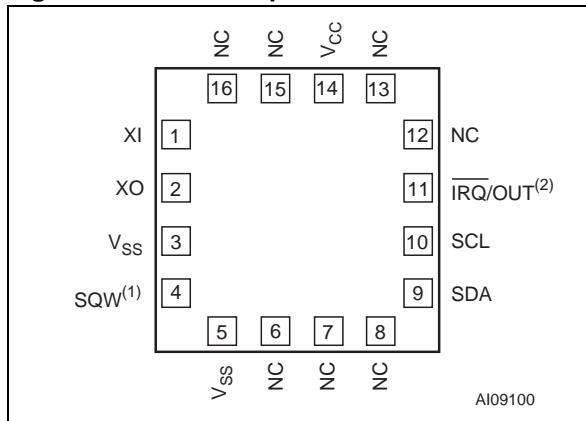 NC NC VCC NC
16 15 14 13
XI 1 12 NC
XO 2 11 IRQ/OUT(2)
VSS 3 10 SCL
SQW(1) 4 9 SDA
5 6 7 8
VSS NC NC NC
AI09100